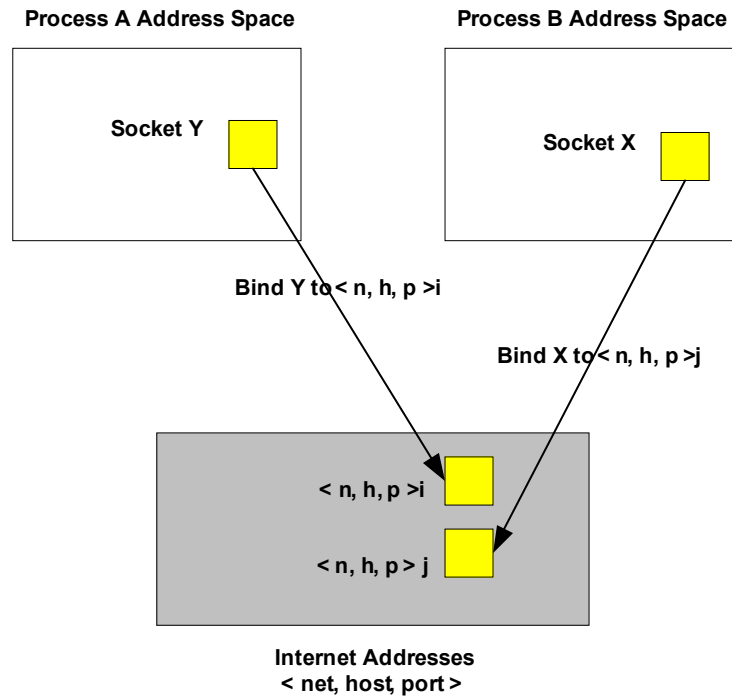 Process A Address Space
Process B Address Space
Socket Y
Socket X
Bind Y to < n, h, p >i
Bind X to < n, h, p >j
< n, h, p >i
< n, h, p > j
Internet Addresses
< net, host, port >